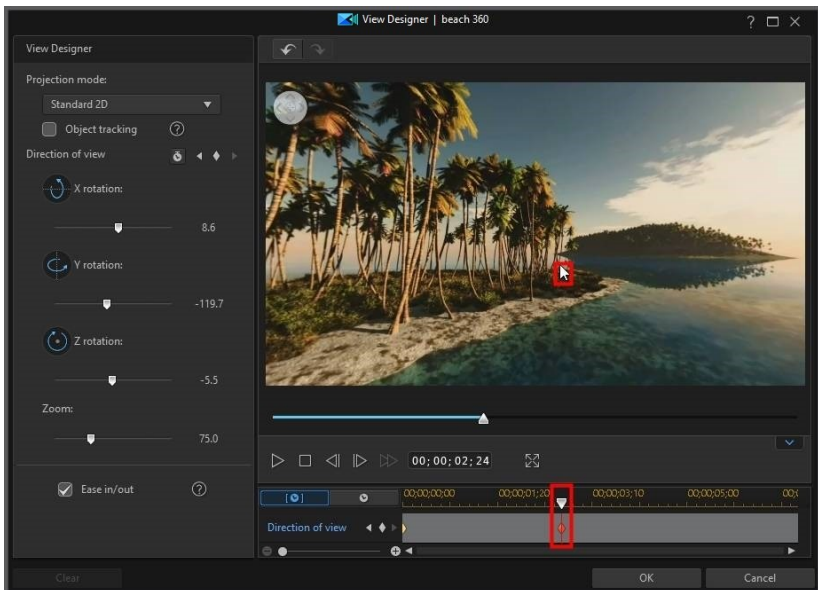 View Designer | beach 360
?
View Designer
Projection mode:
Standard 2D
Object tracking ?
Direction of view
X rotation:
8.6
Y rotation:
-119.7
Z rotation:
-5.5
Zoom:
75.0
Ease in/out ?
00; 00; 02; 24
00;00;00;00 00;00;01;20 00;00;03;10 00;00;05;00
Direction of view
Clear OK Cancel